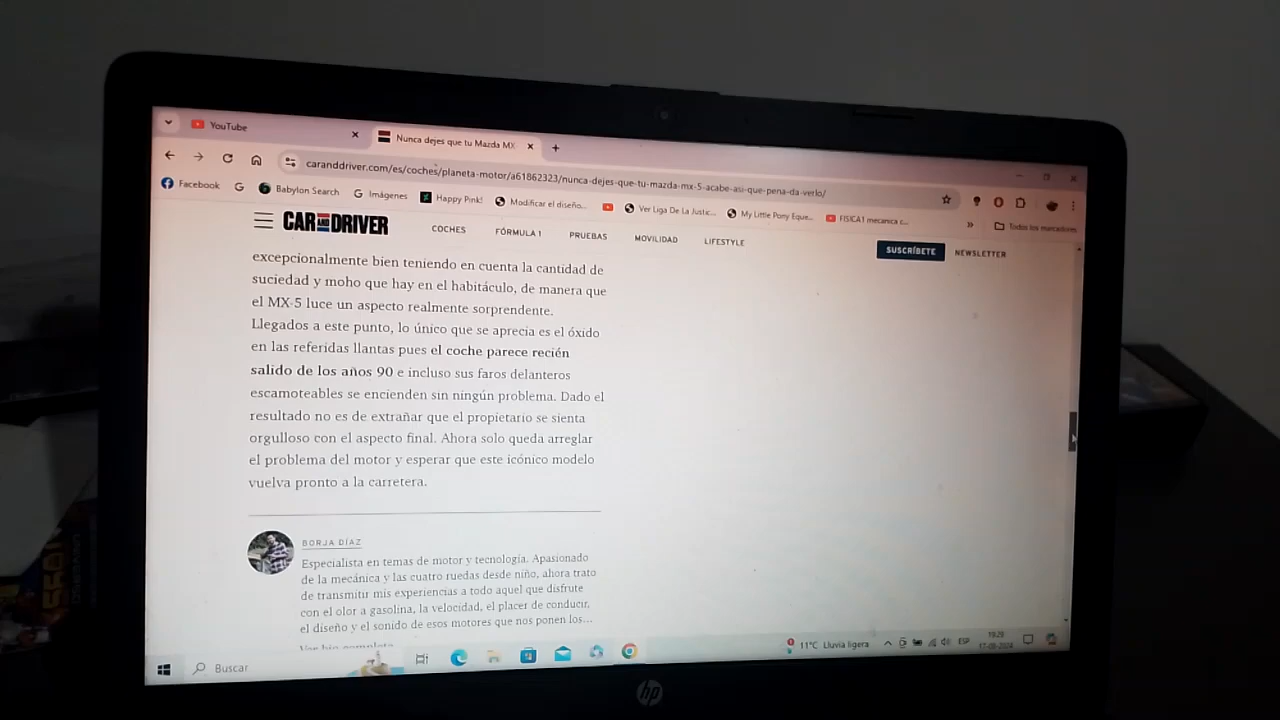 YouTube
Nunca dejes que tu Mazda MX
caranddriver.com/es/coches/planeta-motor/a61862323/nunca-dejes-que-tu-mazda-mx-5-acabe-asi-que-pena-da-verlo/
Facebook
Babylon Search
Imágenes
Happy Pink!
Modificar el diseño...
Ver Liga De La Justic...
My Little Pony Eque...
FISICA1 mecanica c...
»
Todos los marcadores
CAR AND DRIVER
COCHES
FÓRMULA 1
PRUEBAS
MOVILIDAD
LIFESTYLE
SUSCRÍBETE
NEWSLETTER
excepcionalmente bien teniendo en cuenta la cantidad de
suciedad y moho que hay en el habitáculo, de manera que
el MX-5 luce un aspecto realmente sorprendente.
Llegados a este punto, lo único que se aprecia es el óxido
en las referidas llantas pues el coche parece recién
salido de los años 90 e incluso sus faros delanteros
escamoteables se encienden sin ningún problema. Dado el
resultado no es de extrañar que el propietario se sienta
orgulloso con el aspecto final. Ahora solo queda arreglar
el problema del motor y esperar que este icónico modelo
vuelva pronto a la carretera.
BORJA DÍAZ
Especialista en temas de motor y tecnología. Apasionado
de la mecánica y las cuatro ruedas desde niño, ahora trato
de transmitir mis experiencias a todo aquel que disfrute
con el olor a gasolina, la velocidad, el placer de conducir,
el diseño y el sonido de esos motores que nos ponen los...
Buscar
11°C Lluvia ligera
ESP
hp